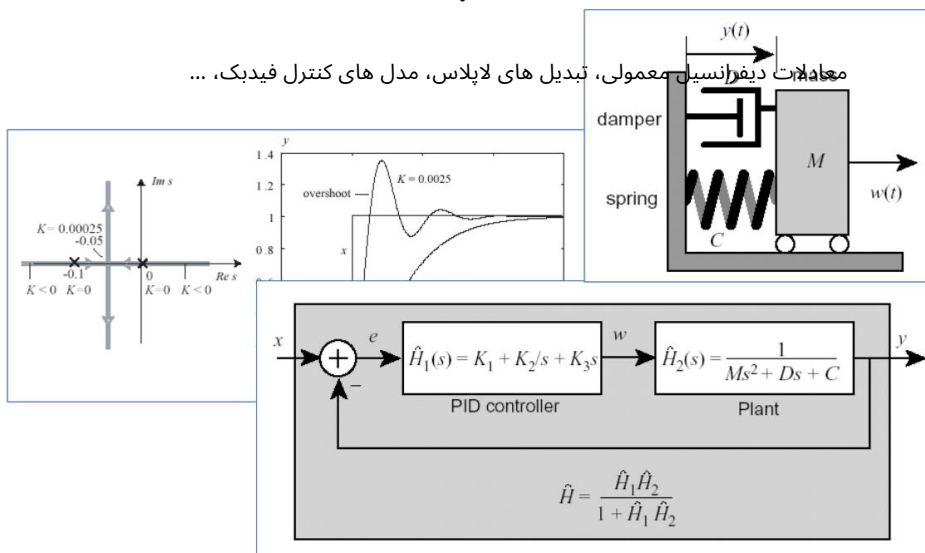 معادلات دیفرانسیل معمولی، تبدیل های لاپلاس، مدل های کنترل فیدبک، ...
y(t)
D
mass
damper
M
w(t)
spring
C
Im s
K = 0.00025
-0.05
-0.1
0
Re s
K < 0 K=0 K=0 K < 0
y
1.4
1.2
1
0.8
overshoot
K = 0.0025
x
x
+
−
e
Ĥ₁(s) = K₁ + K₂/s + K₃s
PID controller
w
Ĥ₂(s) = 1 / (Ms² + Ds + C)
Plant
y
Ĥ = Ĥ₁Ĥ₂ / (1 + Ĥ₁Ĥ₂)